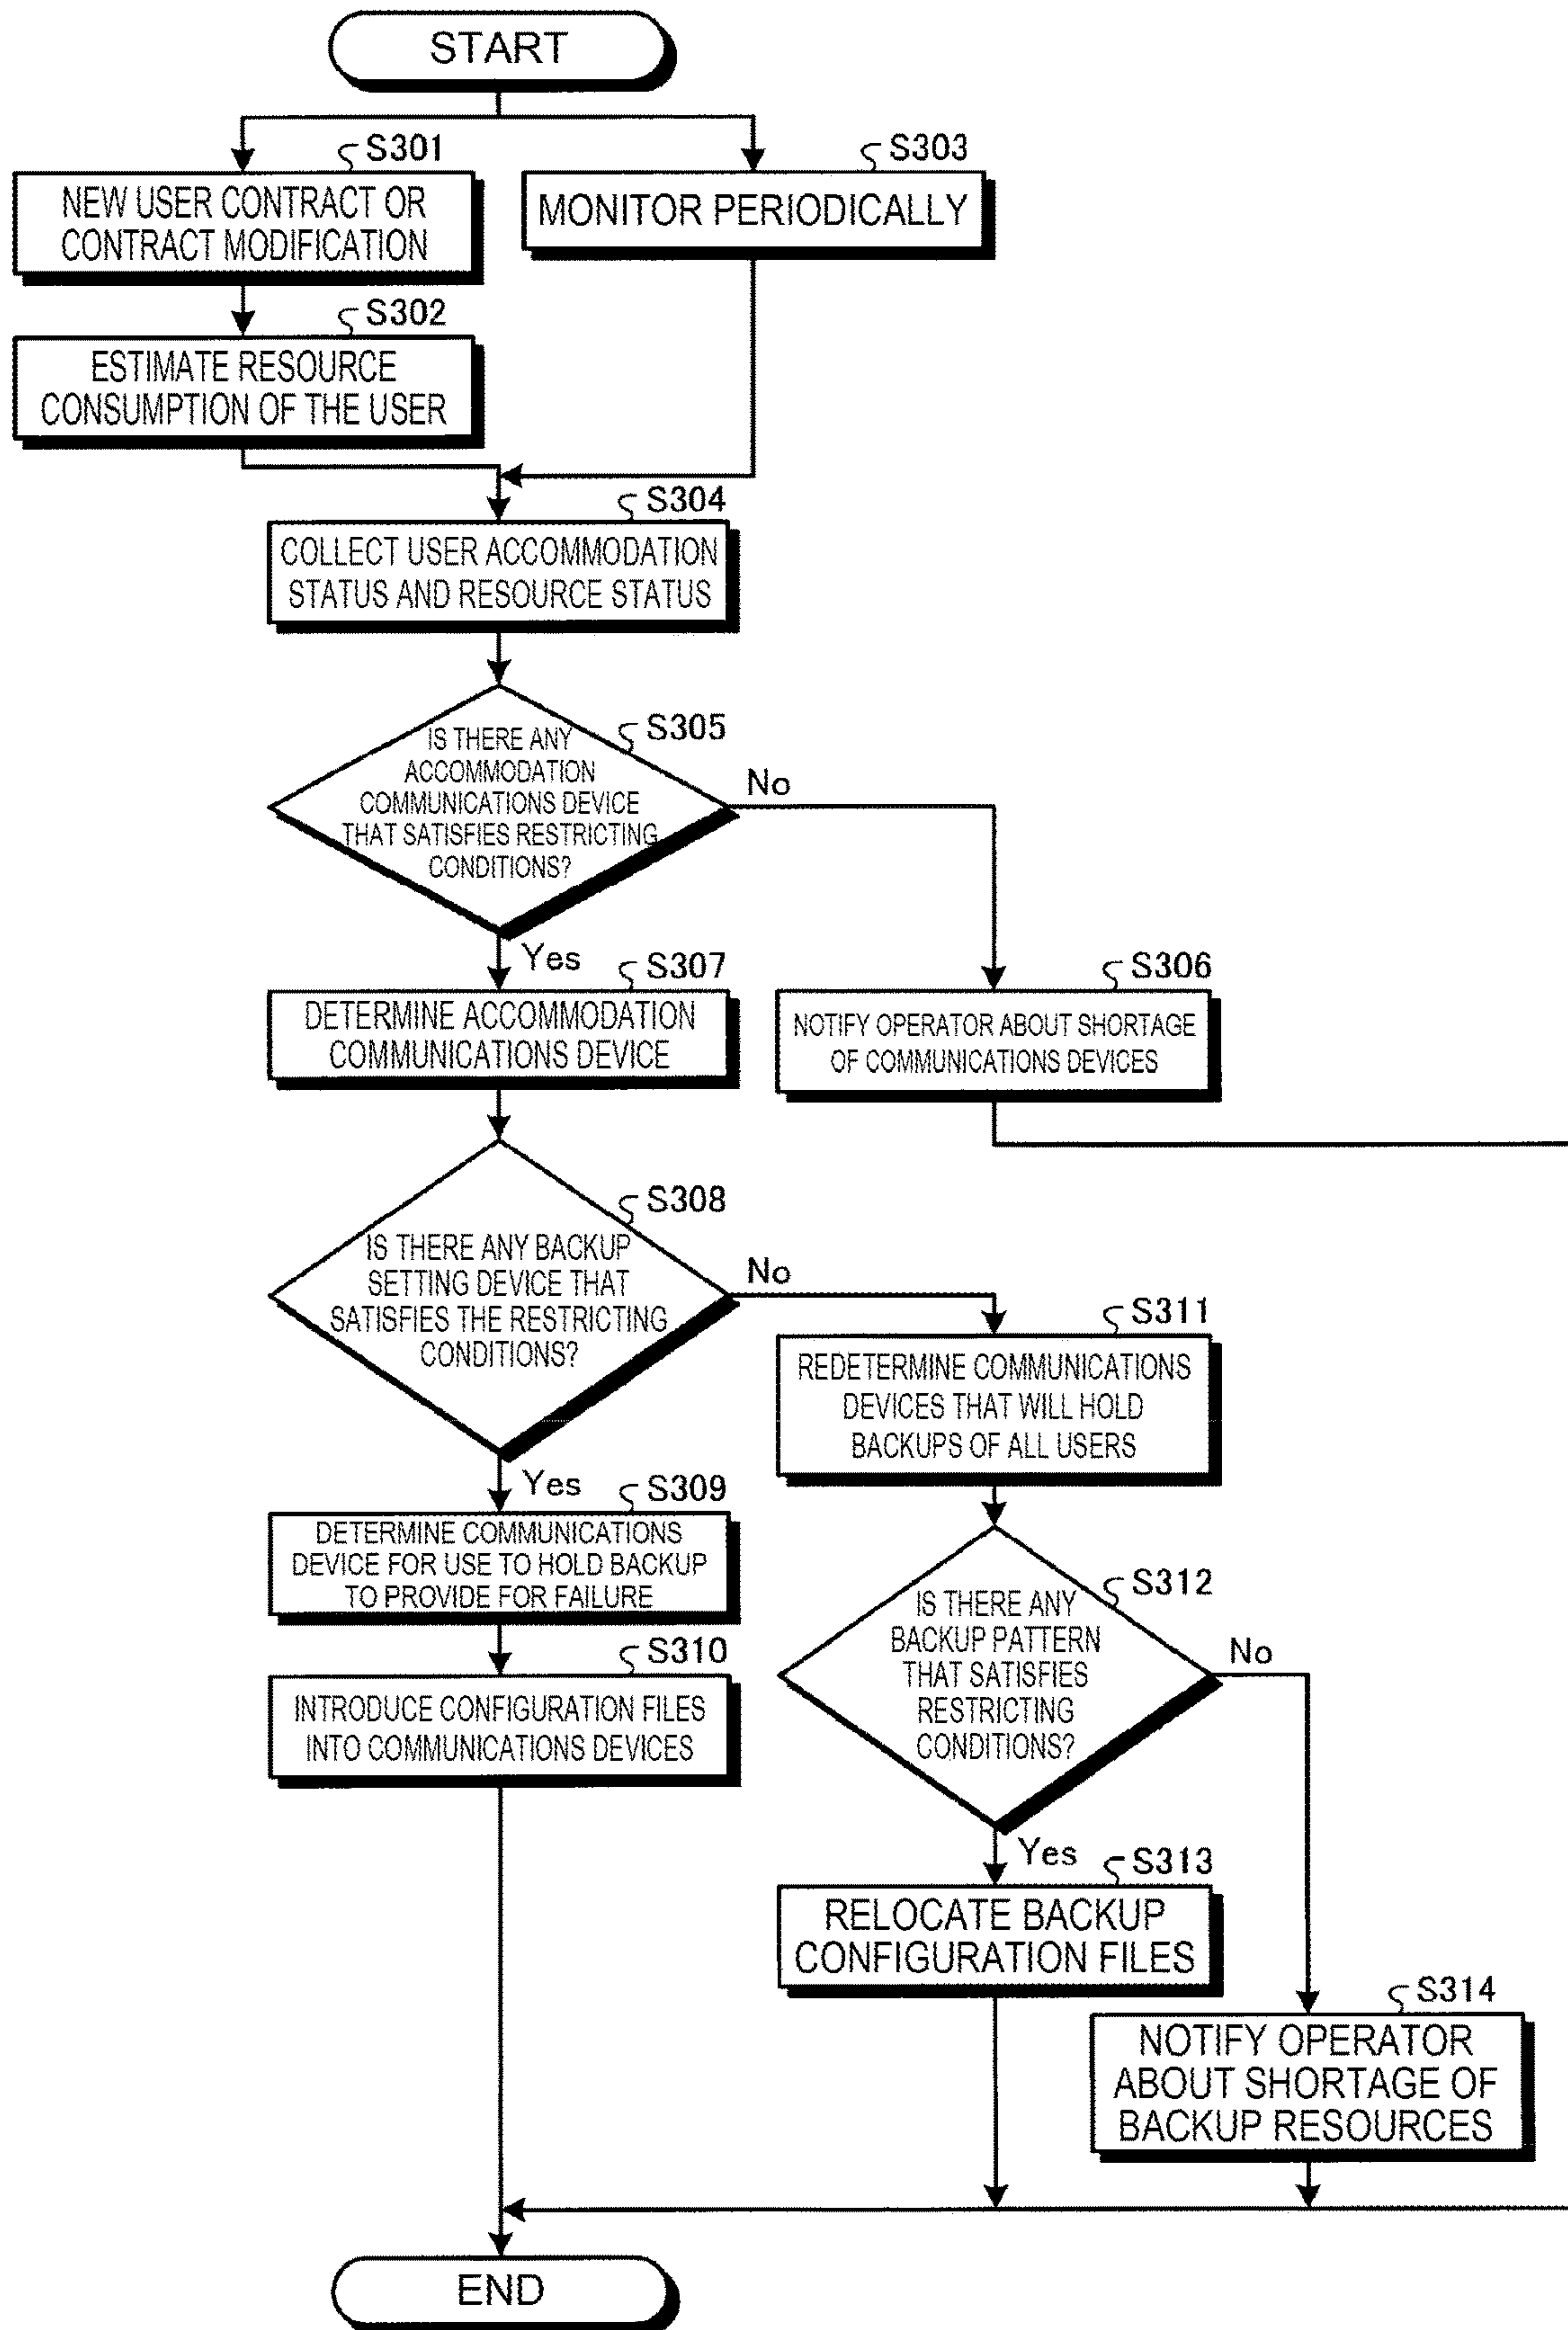 START
S301
NEW USER CONTRACT OR
CONTRACT MODIFICATION
S303
MONITOR PERIODICALLY
S302
ESTIMATE RESOURCE
CONSUMPTION OF THE USER
S304
COLLECT USER ACCOMMODATION
STATUS AND RESOURCE STATUS
S305
IS THERE ANY
ACCOMMODATION
COMMUNICATIONS DEVICE
THAT SATISFIES RESTRICTING
CONDITIONS?
No
Yes
S307
DETERMINE ACCOMMODATION
COMMUNICATIONS DEVICE
S306
NOTIFY OPERATOR ABOUT SHORTAGE
OF COMMUNICATIONS DEVICES
S308
IS THERE ANY BACKUP
SETTING DEVICE THAT
SATISFIES THE RESTRICTING
CONDITIONS?
No
Yes
S311
REDETERMINE COMMUNICATIONS
DEVICES THAT WILL HOLD
BACKUPS OF ALL USERS
S309
DETERMINE COMMUNICATIONS
DEVICE FOR USE TO HOLD BACKUP
TO PROVIDE FOR FAILURE
S310
INTRODUCE CONFIGURATION FILES
INTO COMMUNICATIONS DEVICES
S312
IS THERE ANY
BACKUP PATTERN
THAT SATISFIES
RESTRICTING
CONDITIONS?
No
Yes
S313
RELOCATE BACKUP
CONFIGURATION FILES
S314
NOTIFY OPERATOR
ABOUT SHORTAGE OF
BACKUP RESOURCES
END